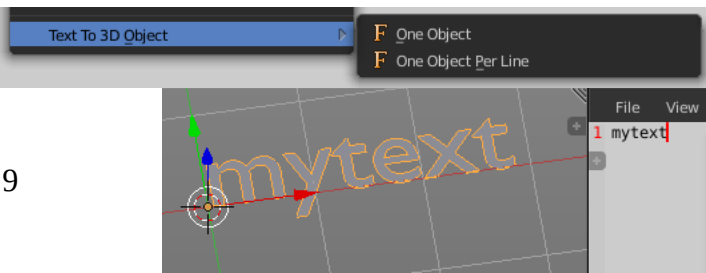 Text To 3D Object
One Object
One Object Per Line
File View
1 mytext
mytext
9